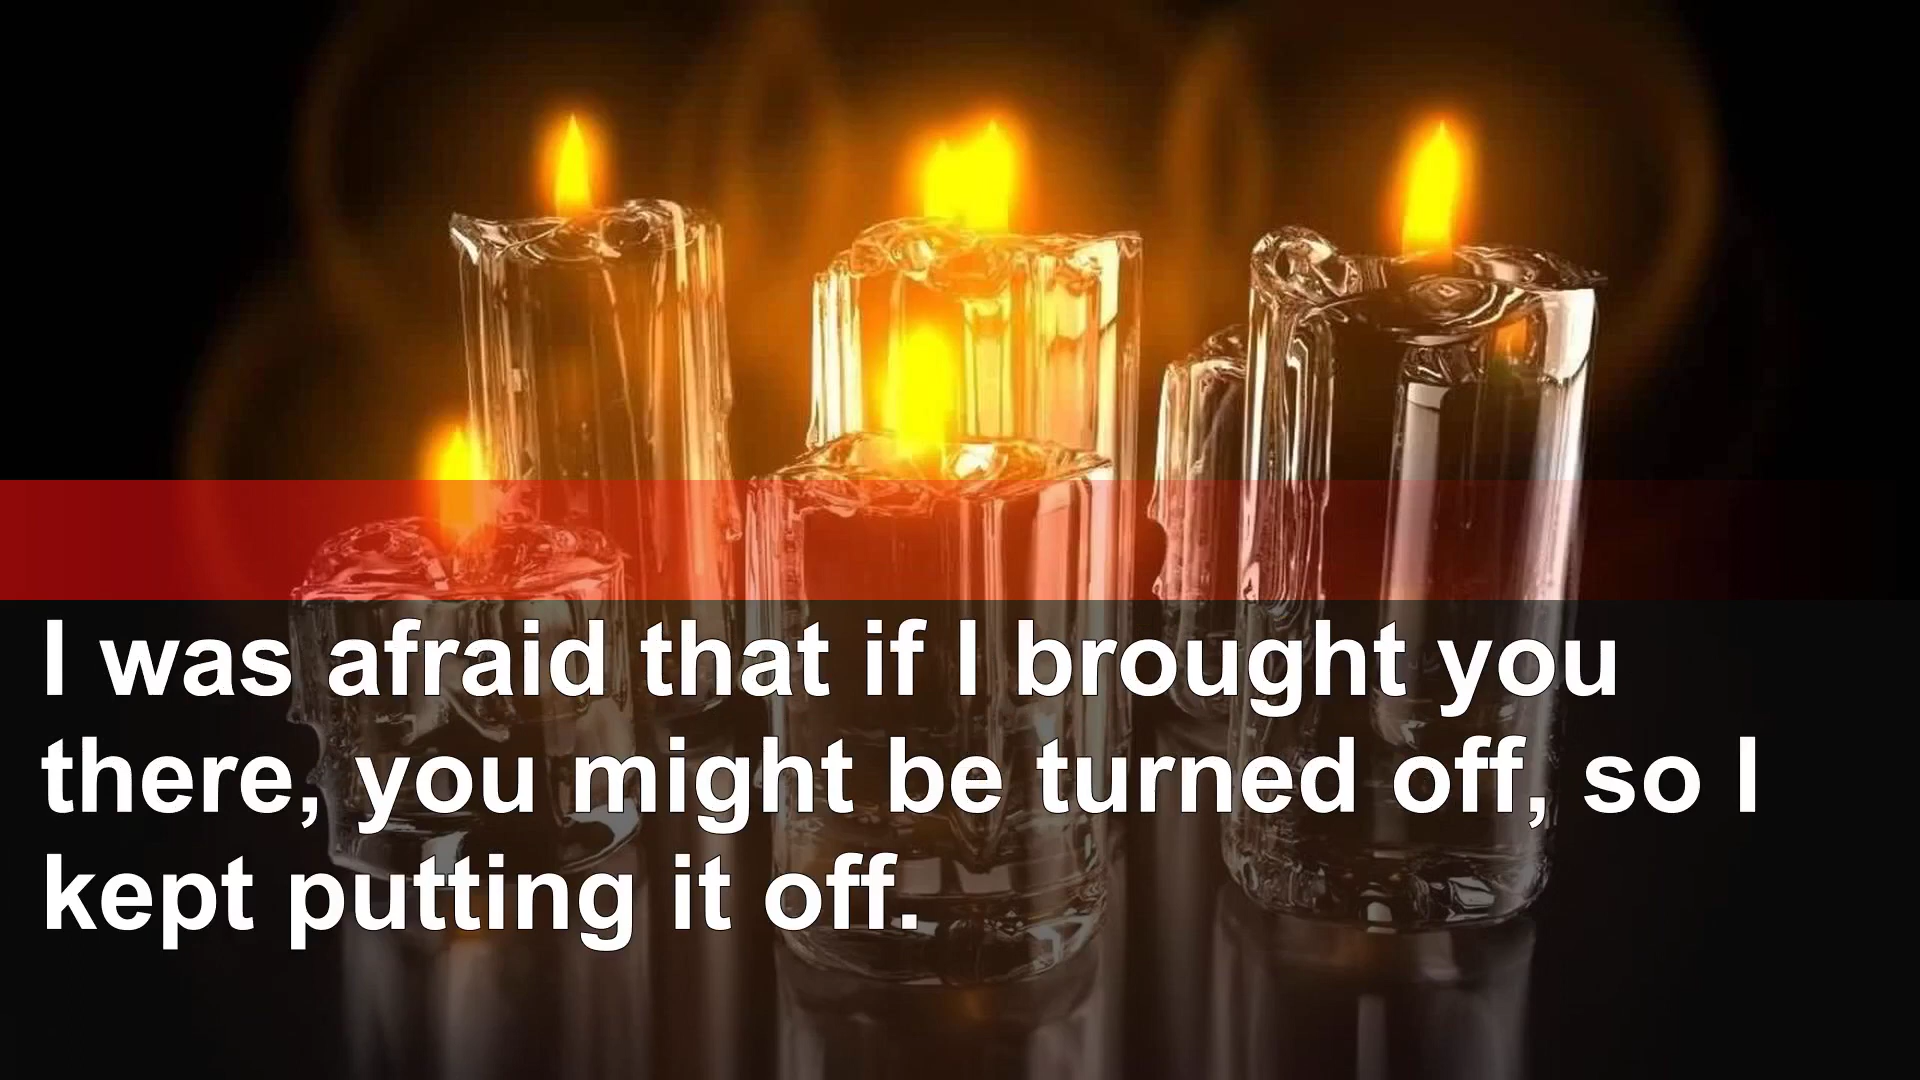 I was afraid that if I brought you
there, you might be turned off, so I
kept putting it off.